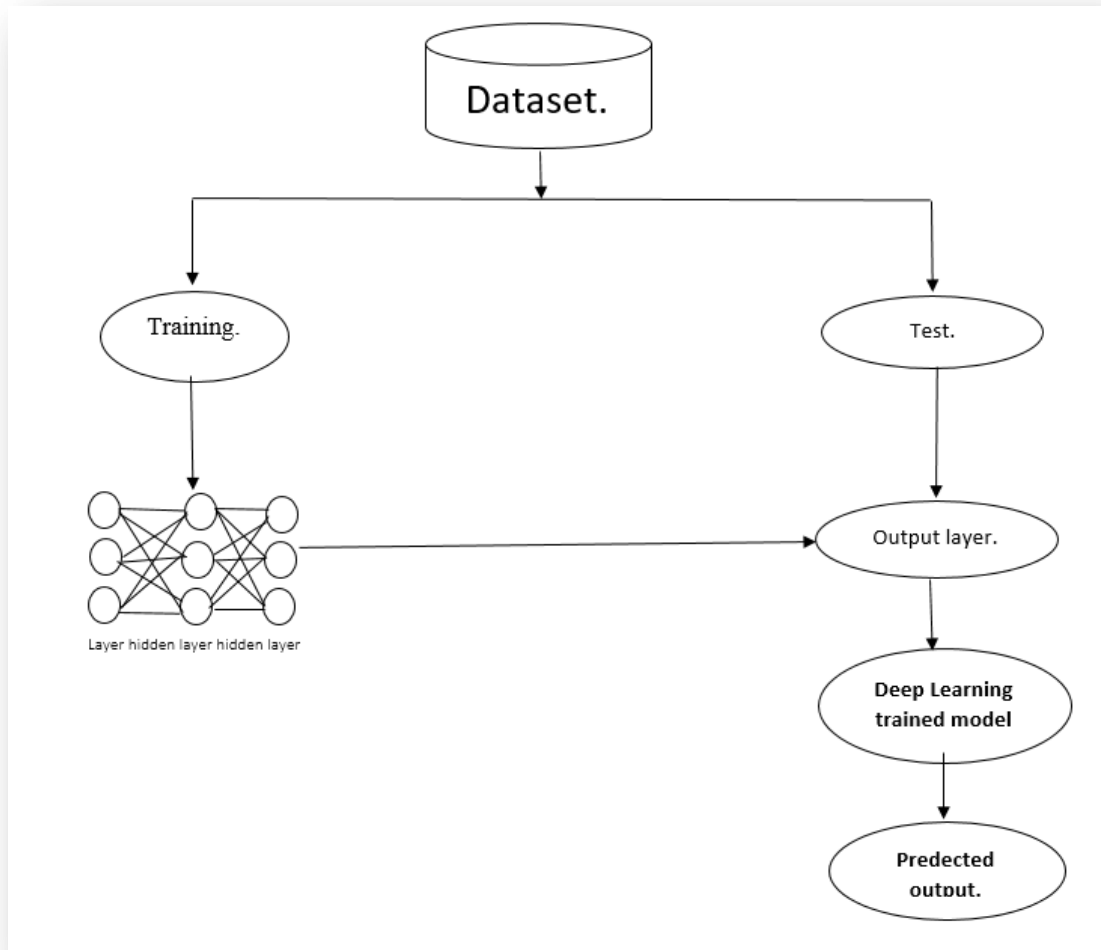 Dataset.
Training.
Test.
Output layer.
Layer hidden layer hidden layer
Deep Learning
trained model
Predected
output.